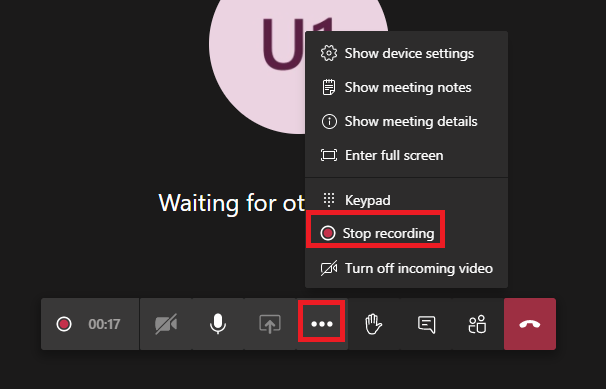 U1
Show device settings
Show meeting notes
Show meeting details
Enter full screen
Waiting for ot
Keypad
Stop recording
Turn off incoming video
00:17